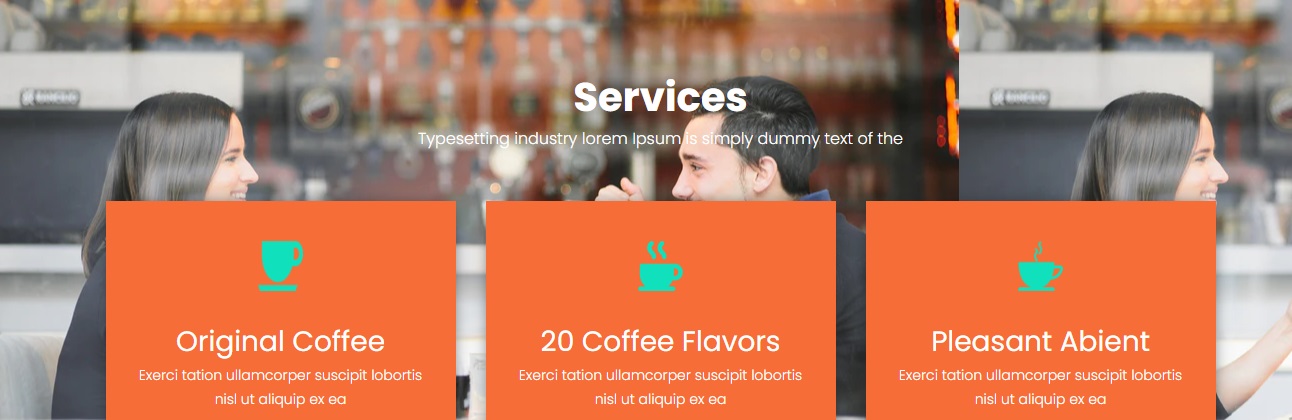 Services
Typesetting industry lorem Ipsum is simply dummy text of the
Original Coffee
Exerci tation ullamcorper suscipit lobortis
nisl ut aliquip ex ea
20 Coffee Flavors
Exerci tation ullamcorper suscipit lobortis
nisl ut aliquip ex ea
Pleasant Abient
Exerci tation ullamcorper suscipit lobortis
nisl ut aliquip ex ea